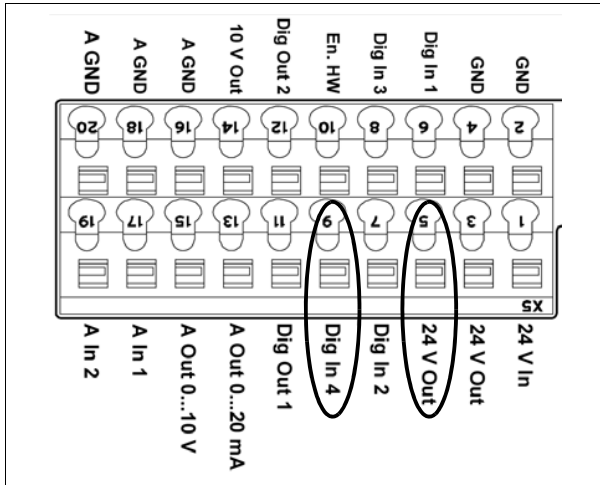 A GND
A GND
A GND
10 V Out
Dig Out 2
En. HW
Dig In 3
Dig In 1
GND
GND
20
18
16
14
12
10
8
6
4
2
19
17
15
13
11
9
7
5
3
1
X5
A In 2
A In 1
A Out 0...10 V
A Out 0...20 mA
Dig Out 1
Dig In 4
Dig In 2
24 V Out
24 V Out
24 V In